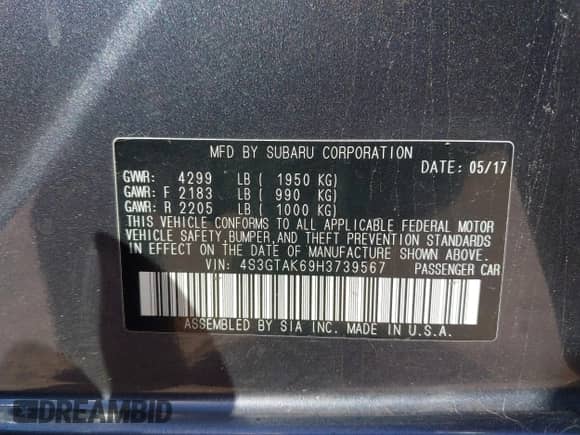 MFD BY SUBARU CORPORATION
DATE: 05/17
GVWR: 4299 LB ( 1950 KG)
GAWR: F 2183 LB ( 990 KG)
GAWR: R 2205 LB ( 1000 KG)
THIS VEHICLE CONFORMS TO ALL APPLICABLE FEDERAL MOTOR
VEHICLE SAFETY, BUMPER, AND THEFT PREVENTION STANDARDS
IN EFFECT ON THE DATE OF MANUFACTURE SHOWN ABOVE.
VIN: 4S3GTAK69H3739567 PASSENGER CAR
ASSEMBLED BY SIA INC. MADE IN U.S.A.
DREAMBID